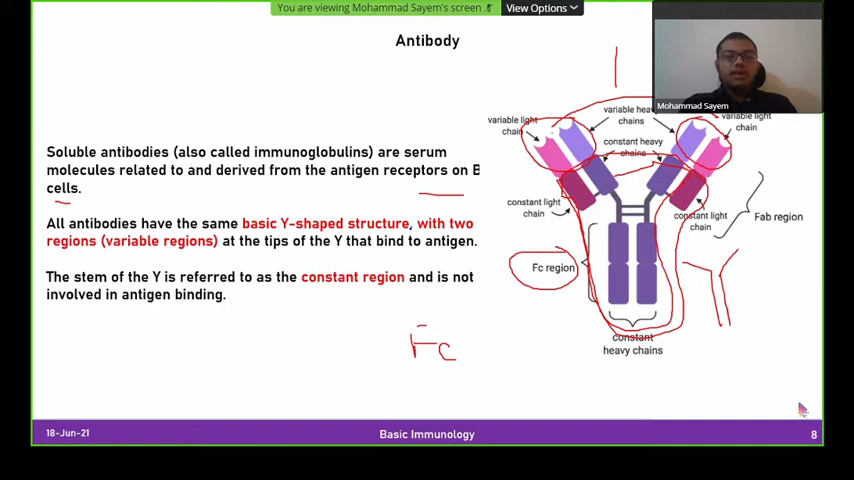 You are viewing Mohammad Sayem's screen
View Options
Antibody
Mohammad Sayem
Soluble antibodies (also called immunoglobulins) are serum
molecules related to and derived from the antigen receptors on B
cells.
All antibodies have the same basic Y-shaped structure, with two
regions (variable regions) at the tips of the Y that bind to antigen.
The stem of the Y is referred to as the constant region and is not
involved in antigen binding.
variable light
chain
variable heavy
chains
variable light
chain
constant heavy
chains
constant light
chain
constant light
chain
Fab region
Fc region
constant
heavy chains
Fc
Y
18-Jun-21
Basic Immunology
8